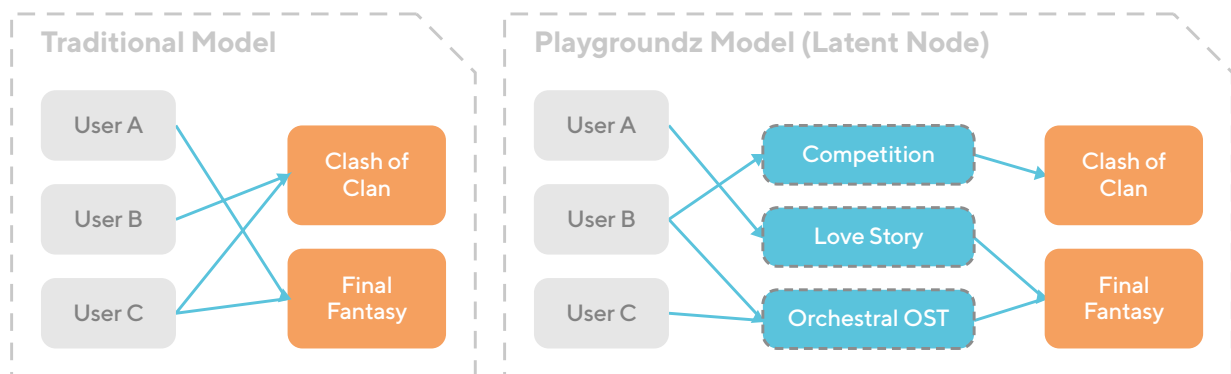 Traditional Model
User A
User B
User C
Clash of
Clan
Final
Fantasy
Playgroundz Model (Latent Node)
User A
User B
User C
Competition
Love Story
Orchestral OST
Clash of
Clan
Final
Fantasy